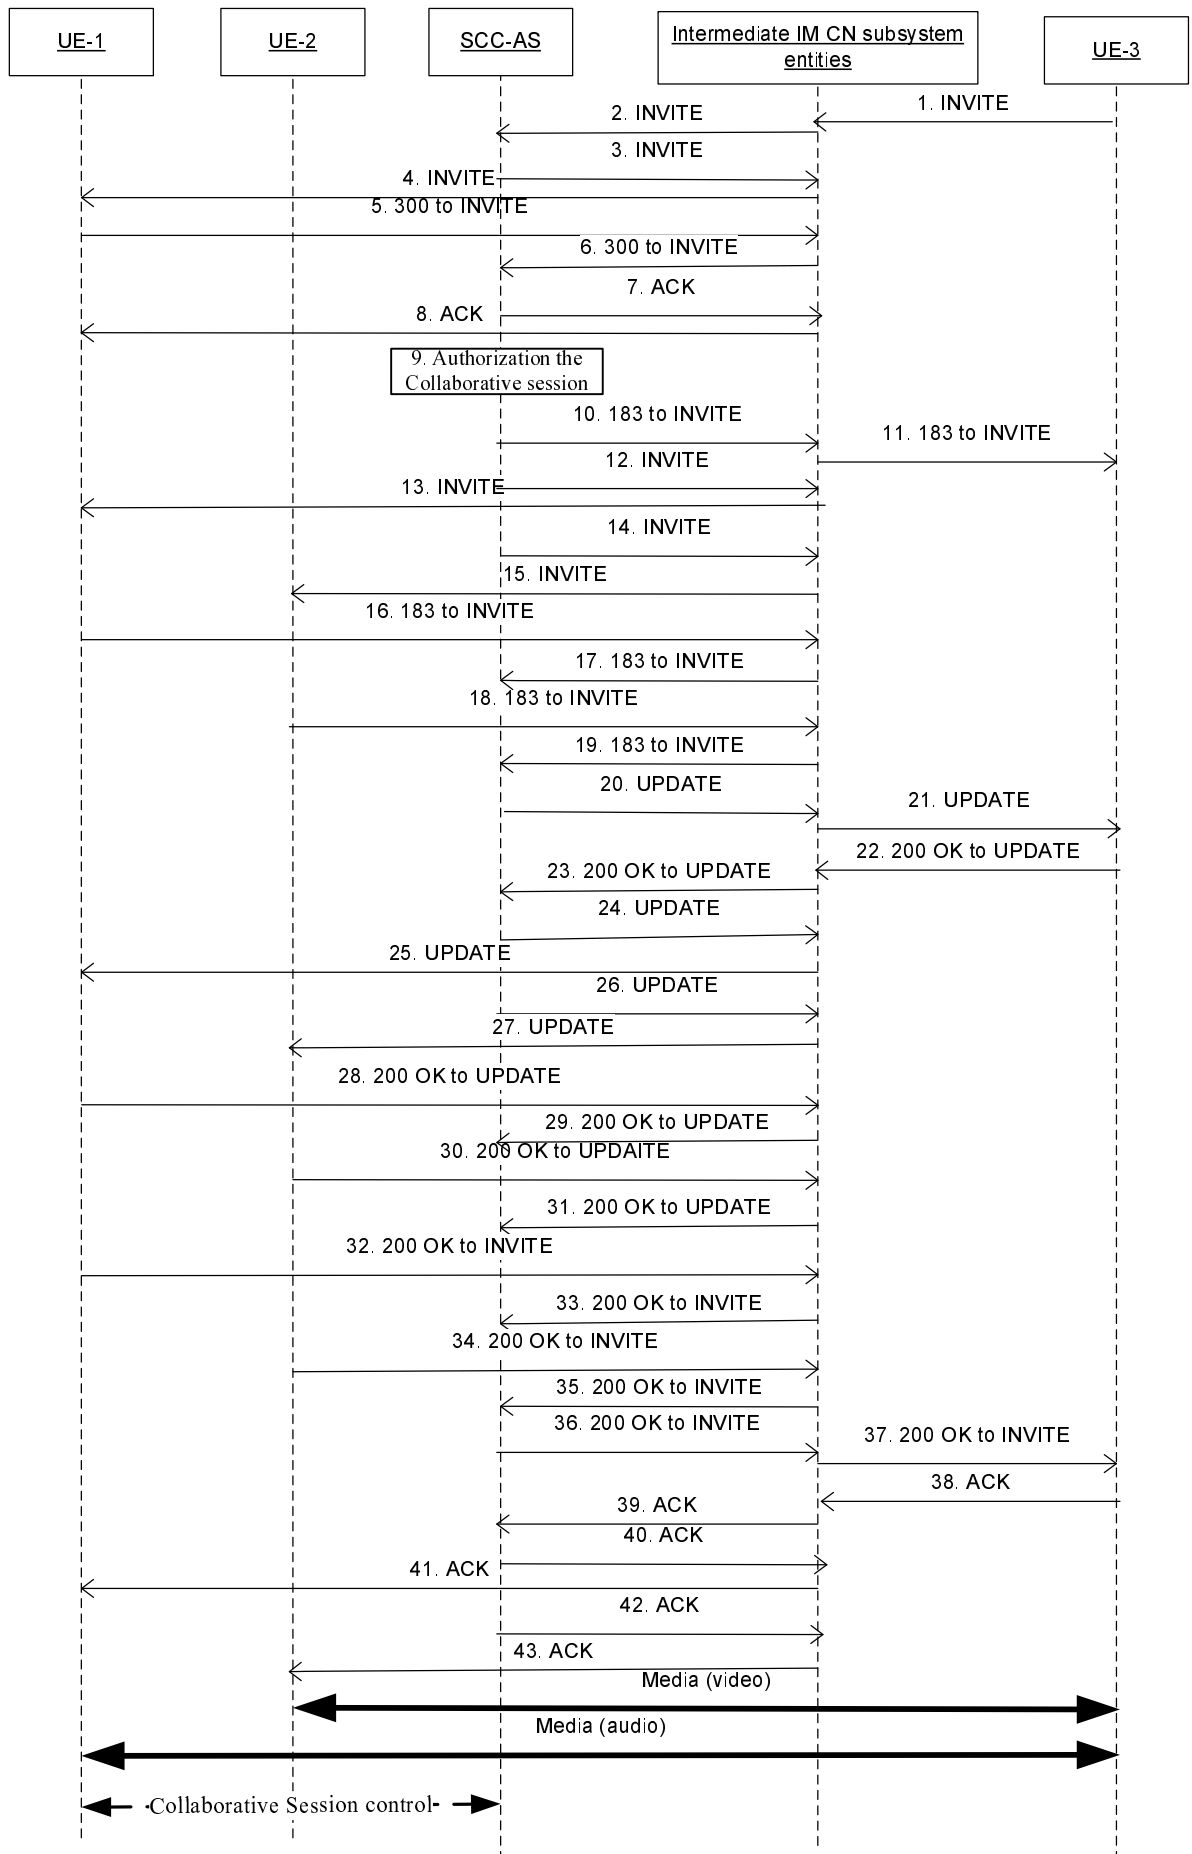 UE-1
UE-2
SCC-AS
Intermediate IM CN subsystem
entities
UE-3
1. INVITE
2. INVITE
3. INVITE
4. INVITE
5. 300 to INVITE
6. 300 to INVITE
7. ACK
8. ACK
9. Authorization the
Collaborative session
10. 183 to INVITE
11. 183 to INVITE
12. INVITE
13. INVITE
14. INVITE
15. INVITE
16. 183 to INVITE
17. 183 to INVITE
18. 183 to INVITE
19. 183 to INVITE
20. UPDATE
21. UPDATE
22. 200 OK to UPDATE
23. 200 OK to UPDATE
24. UPDATE
25. UPDATE
26. UPDATE
27. UPDATE
28. 200 OK to UPDATE
29. 200 OK to UPDATE
30. 200 OK to UPDAITE
31. 200 OK to UPDATE
32. 200 OK to INVITE
33. 200 OK to INVITE
34. 200 OK to INVITE
35. 200 OK to INVITE
36. 200 OK to INVITE
37. 200 OK to INVITE
38. ACK
39. ACK
40. ACK
41. ACK
42. ACK
43. ACK
Media (video)
Media (audio)
Collaborative Session control